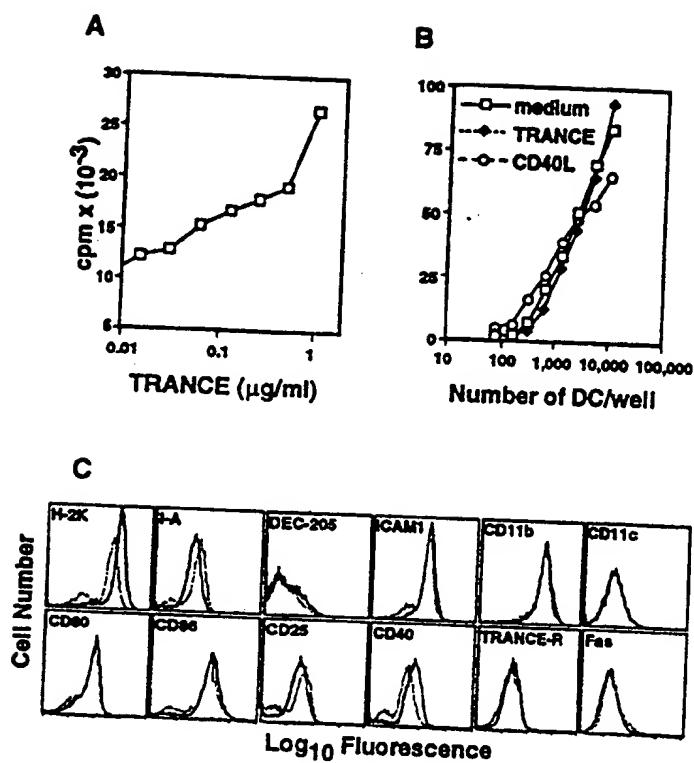 A
B
30
25
20
15
10
5
cpm x (10⁻³)
0.01 0.1 1
TRANCE (µg/ml)
100
75
50
25
0
medium
TRANCE
CD40L
10 100 1,000 10,000 100,000
Number of DC/well
C
H-2K I-A DEC-205 ICAM1 CD11b CD11c
CD80 CD86 CD25 CD40 TRANCE-R Fas
Cell Number
Log10 Fluorescence